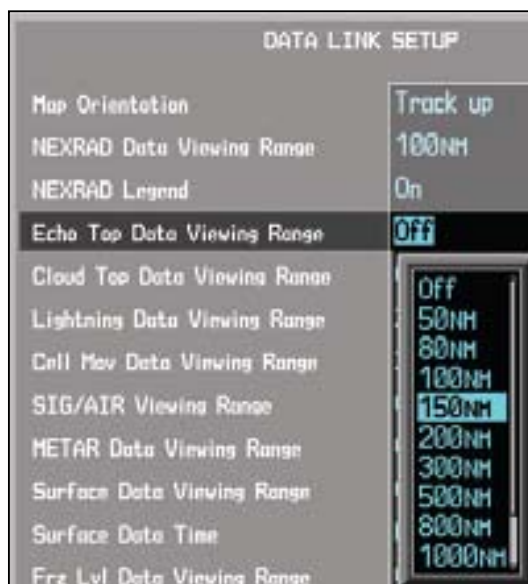 DATA LINK SETUP
Map Orientation Track up
NEXRAD Data Viewing Range 100NM
NEXRAD Legend On
Echo Top Data Viewing Range Off
Cloud Top Data Viewing Range
Lightning Data Viewing Range
Cell Mov Data Viewing Range
SIG/AIR Viewing Range
METAR Data Viewing Range
Surface Data Viewing Range
Surface Data Time
Frz Lvl Data Viewing Range
Off
50NM
80NM
100NM
150NM
200NM
300NM
500NM
800NM
1000NM